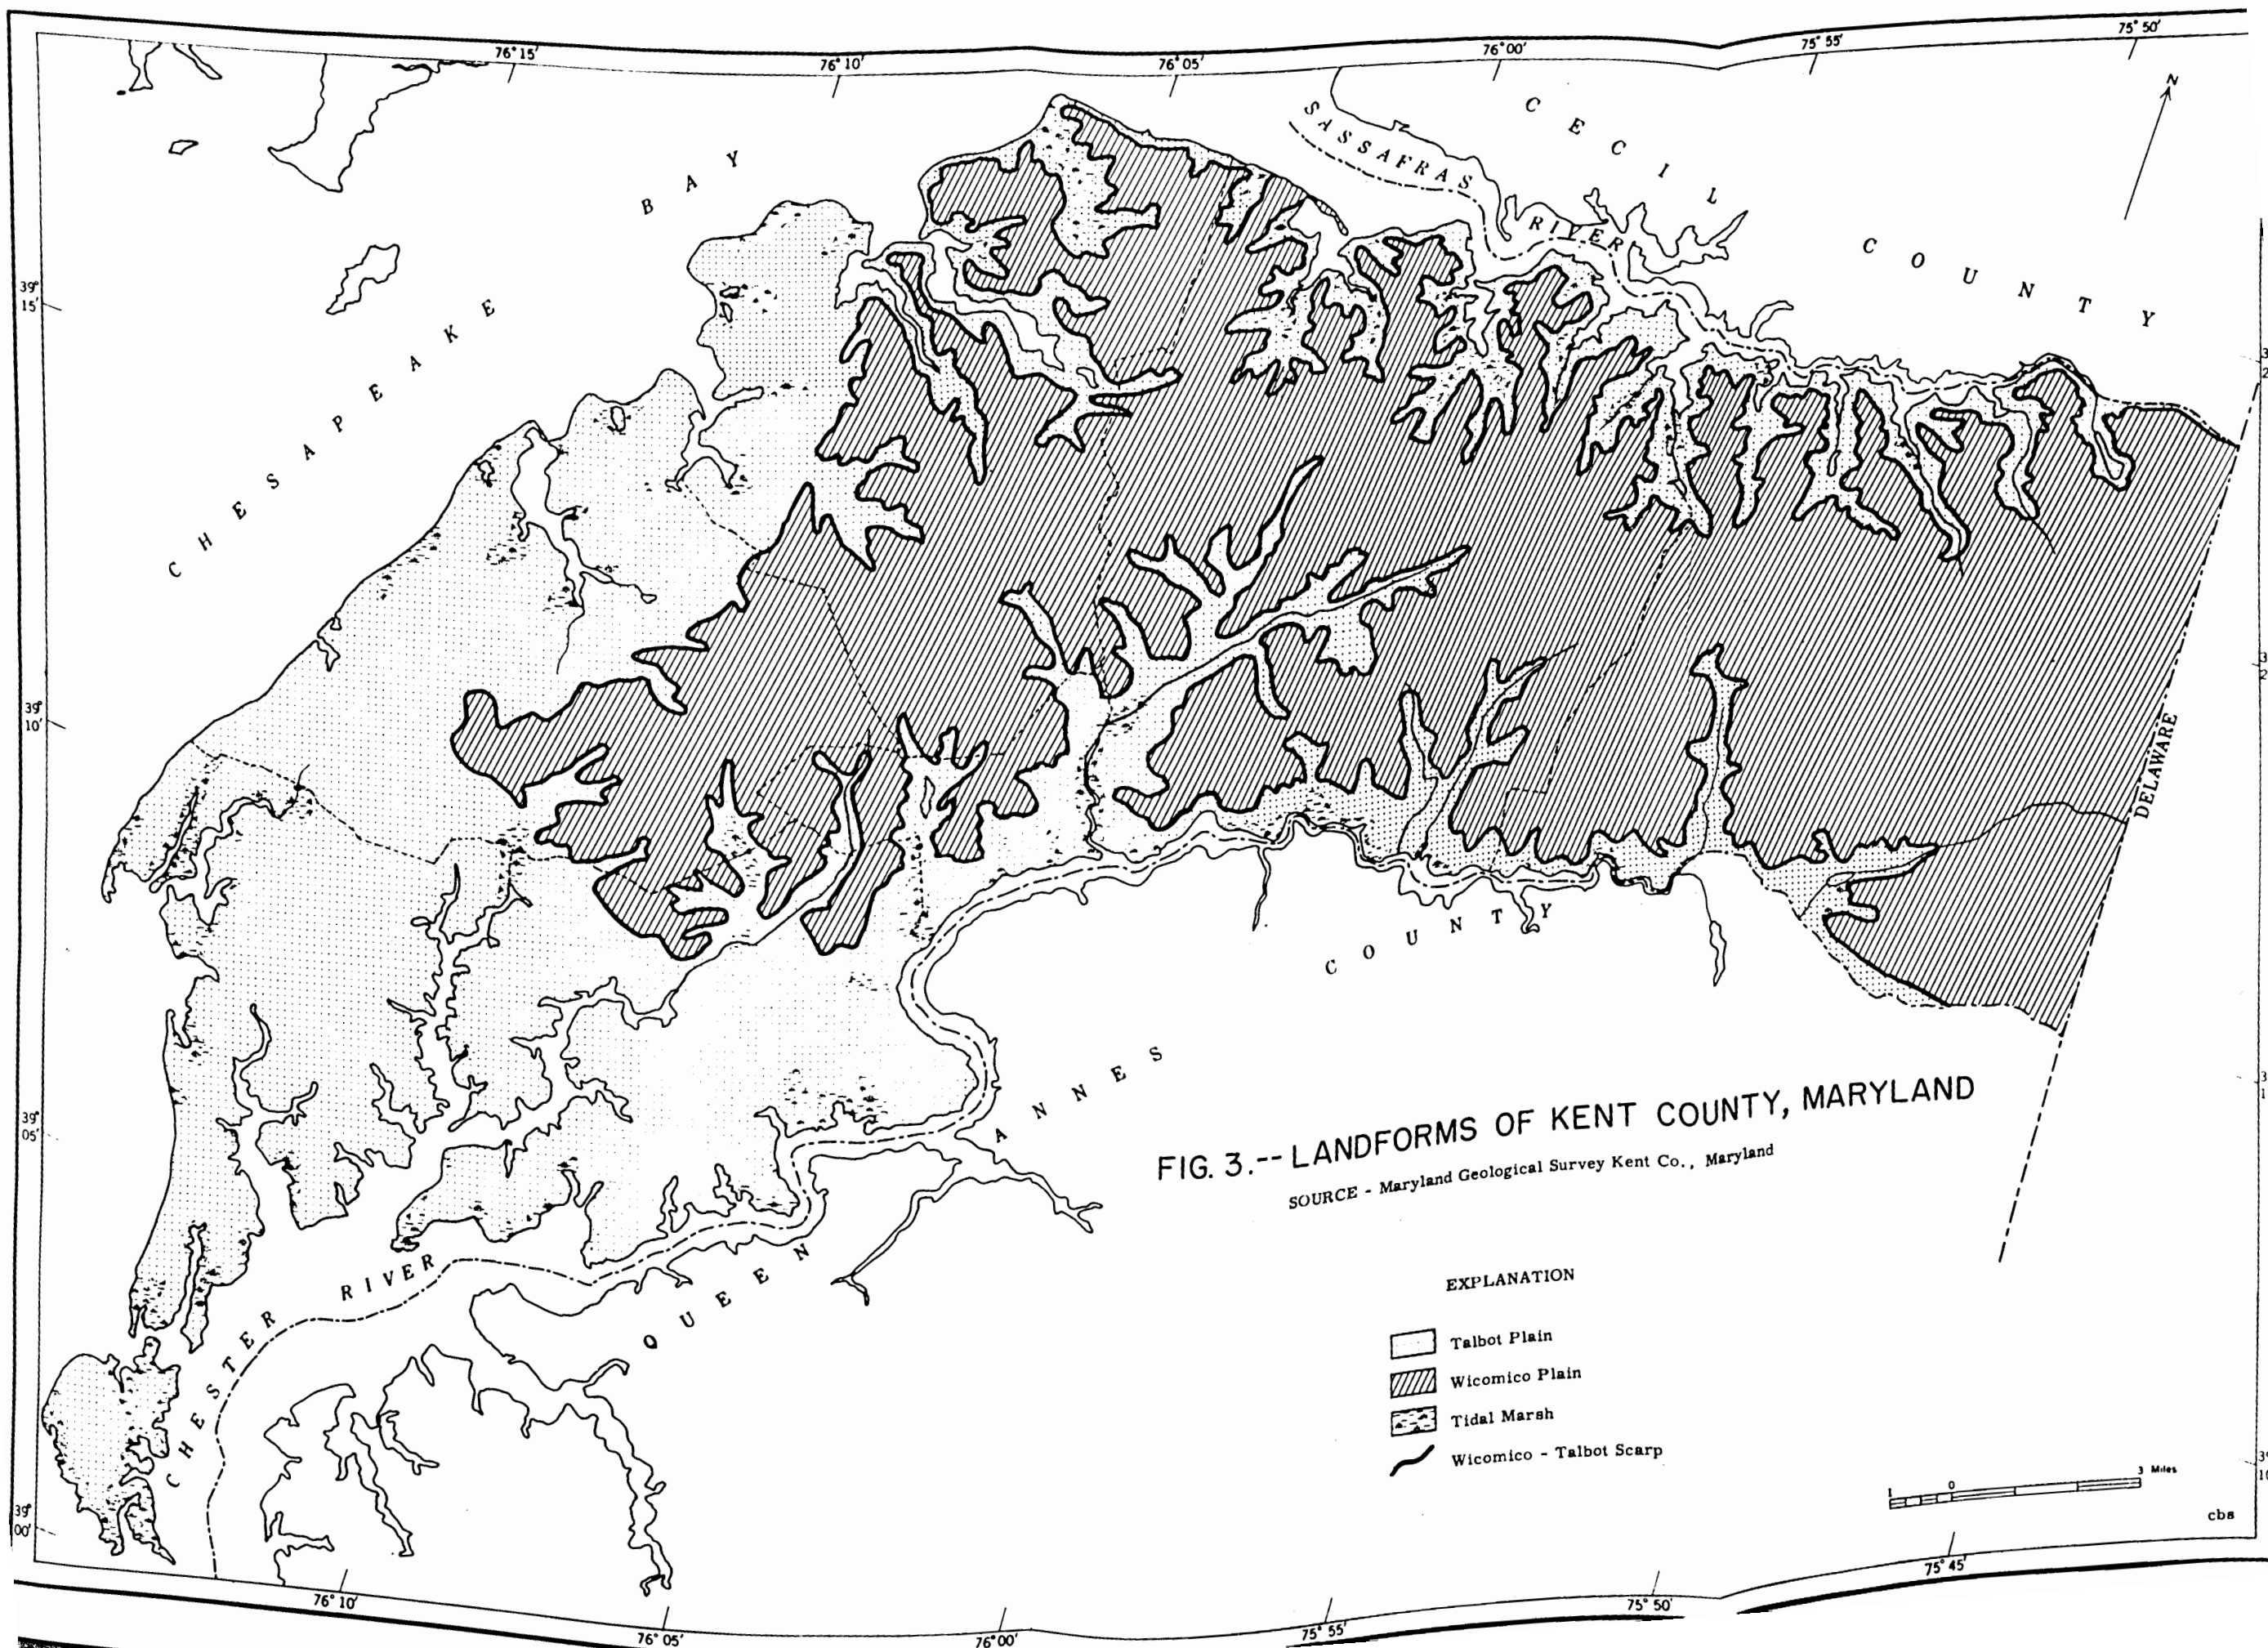 76° 15'
76° 10'
76° 05'
76° 00'
75° 55'
75° 50'
N
CECIL
COUNTY
SASSAFRAS
RIVER
CHESAPEAKE
BAY
39°
15'
39°
10'
39°
05'
39°
00'
DELAWARE
COUNTY
ANNES
QUEEN
CHESTER RIVER
FIG. 3.-- LANDFORMS OF KENT COUNTY, MARYLAND
SOURCE - Maryland Geological Survey Kent Co., Maryland
EXPLANATION
Talbot Plain
Wicomico Plain
Tidal Marsh
Wicomico - Talbot Scarp
1 0 3 Miles
cbs
76° 10'
76° 05'
76° 00'
75° 55'
75° 50'
75° 45'